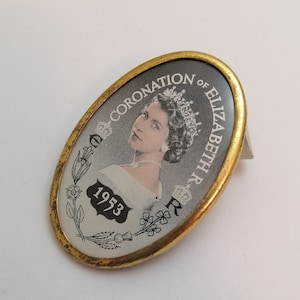 CORONATION OF ELIZABETH R
E R
1953